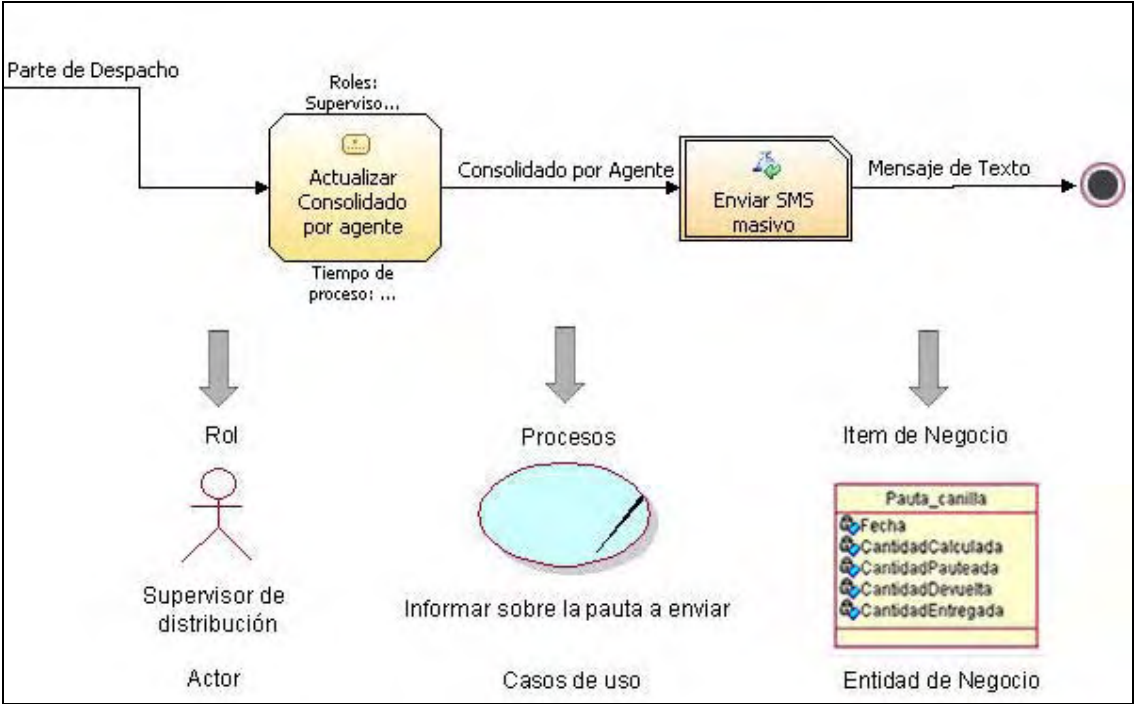 Parte de Despacho
Roles:
Superviso...
Actualizar
Consolidado
por agente
Tiempo de
proceso: ...
Consolidado por Agente
Enviar SMS
masivo
Mensaje de Texto
Rol
Procesos
Item de Negocio
Supervisor de
distribución
Informar sobre la pauta a enviar
Pauta_canilla
Fecha
CantidadCalculada
CantidadPauteada
CantidadDevuelta
CantidadEntregada
Actor
Casos de uso
Entidad de Negocio